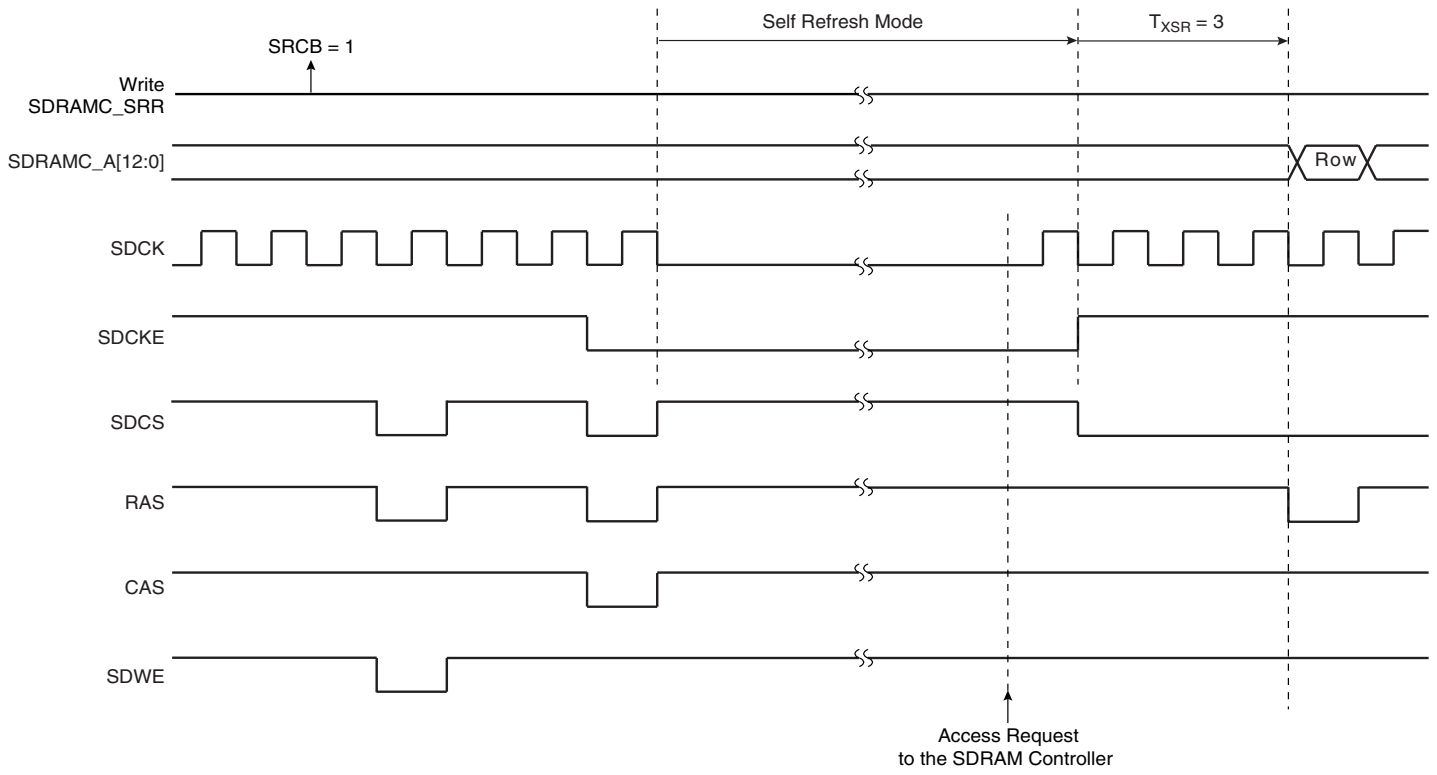 Self Refresh Mode
TXSR = 3
SRCB = 1
Write
SDRAMC_SRR
SDRAMC_A[12:0]
Row
SDCK
SDCKE
SDCS
RAS
CAS
SDWE
Access Request
to the SDRAM Controller